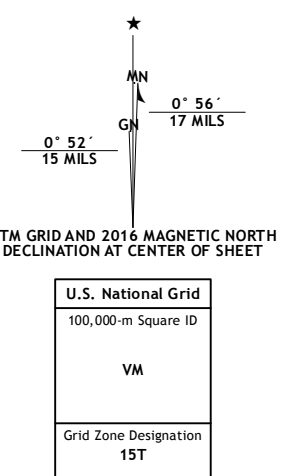 MN
GN
0° 56´
17 MILS
0° 52´
15 MILS
TM GRID AND 2016 MAGNETIC NORTH
DECLINATION AT CENTER OF SHEET
U.S. National Grid
100,000-m Square ID
VM
Grid Zone Designation
15T